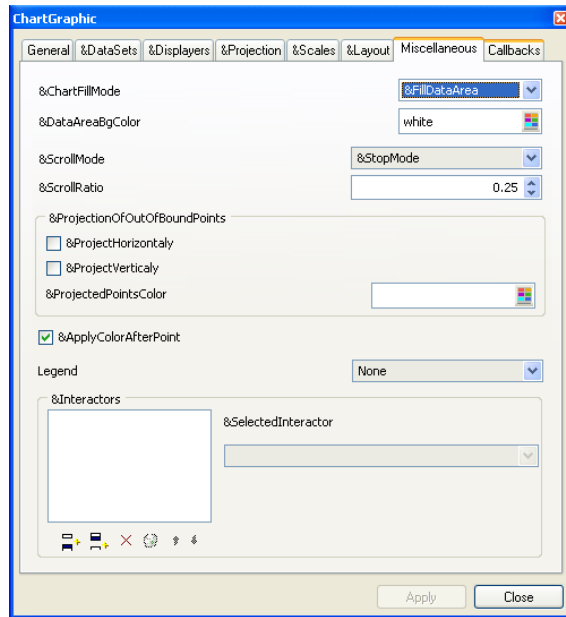 ChartGraphic
General &DataSets &Displayers &Projection &Scales &Layout Miscellaneous Callbacks
&ChartFillMode &FillDataArea
&DataAreaBgColor white
&ScrollMode &StopMode
&ScrollRatio 0.25
&ProjectionOfOutOfBoundPoints
&ProjectHorizontaly
&ProjectVerticaly
&ProjectedPointsColor
&ApplyColorAfterPoint
Legend None
&Interactors
&SelectedInteractor
Apply Close